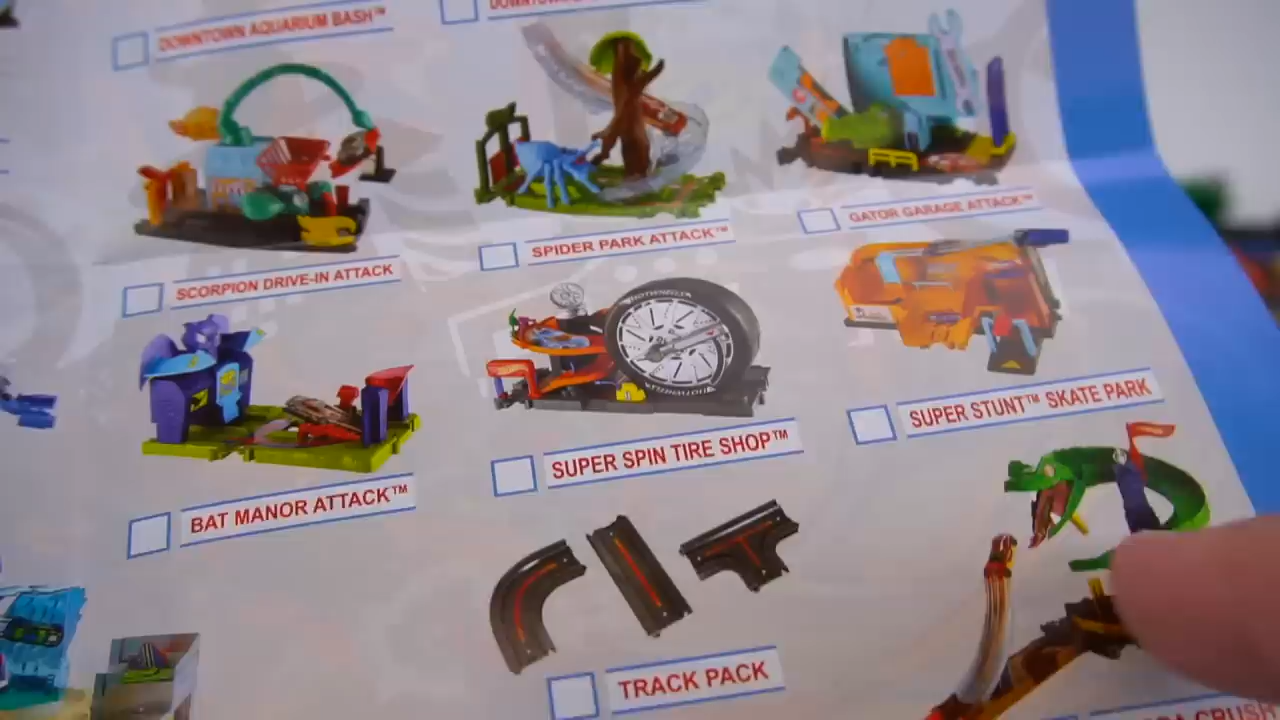 DOWNTOWN AQUARIUM BASH™
SCORPION DRIVE-IN ATTACK
SPIDER PARK ATTACK™
GATOR GARAGE ATTACK™
BAT MANOR ATTACK™
SUPER SPIN TIRE SHOP™
SUPER STUNT™ SKATE PARK
TRACK PACK
CRUSH